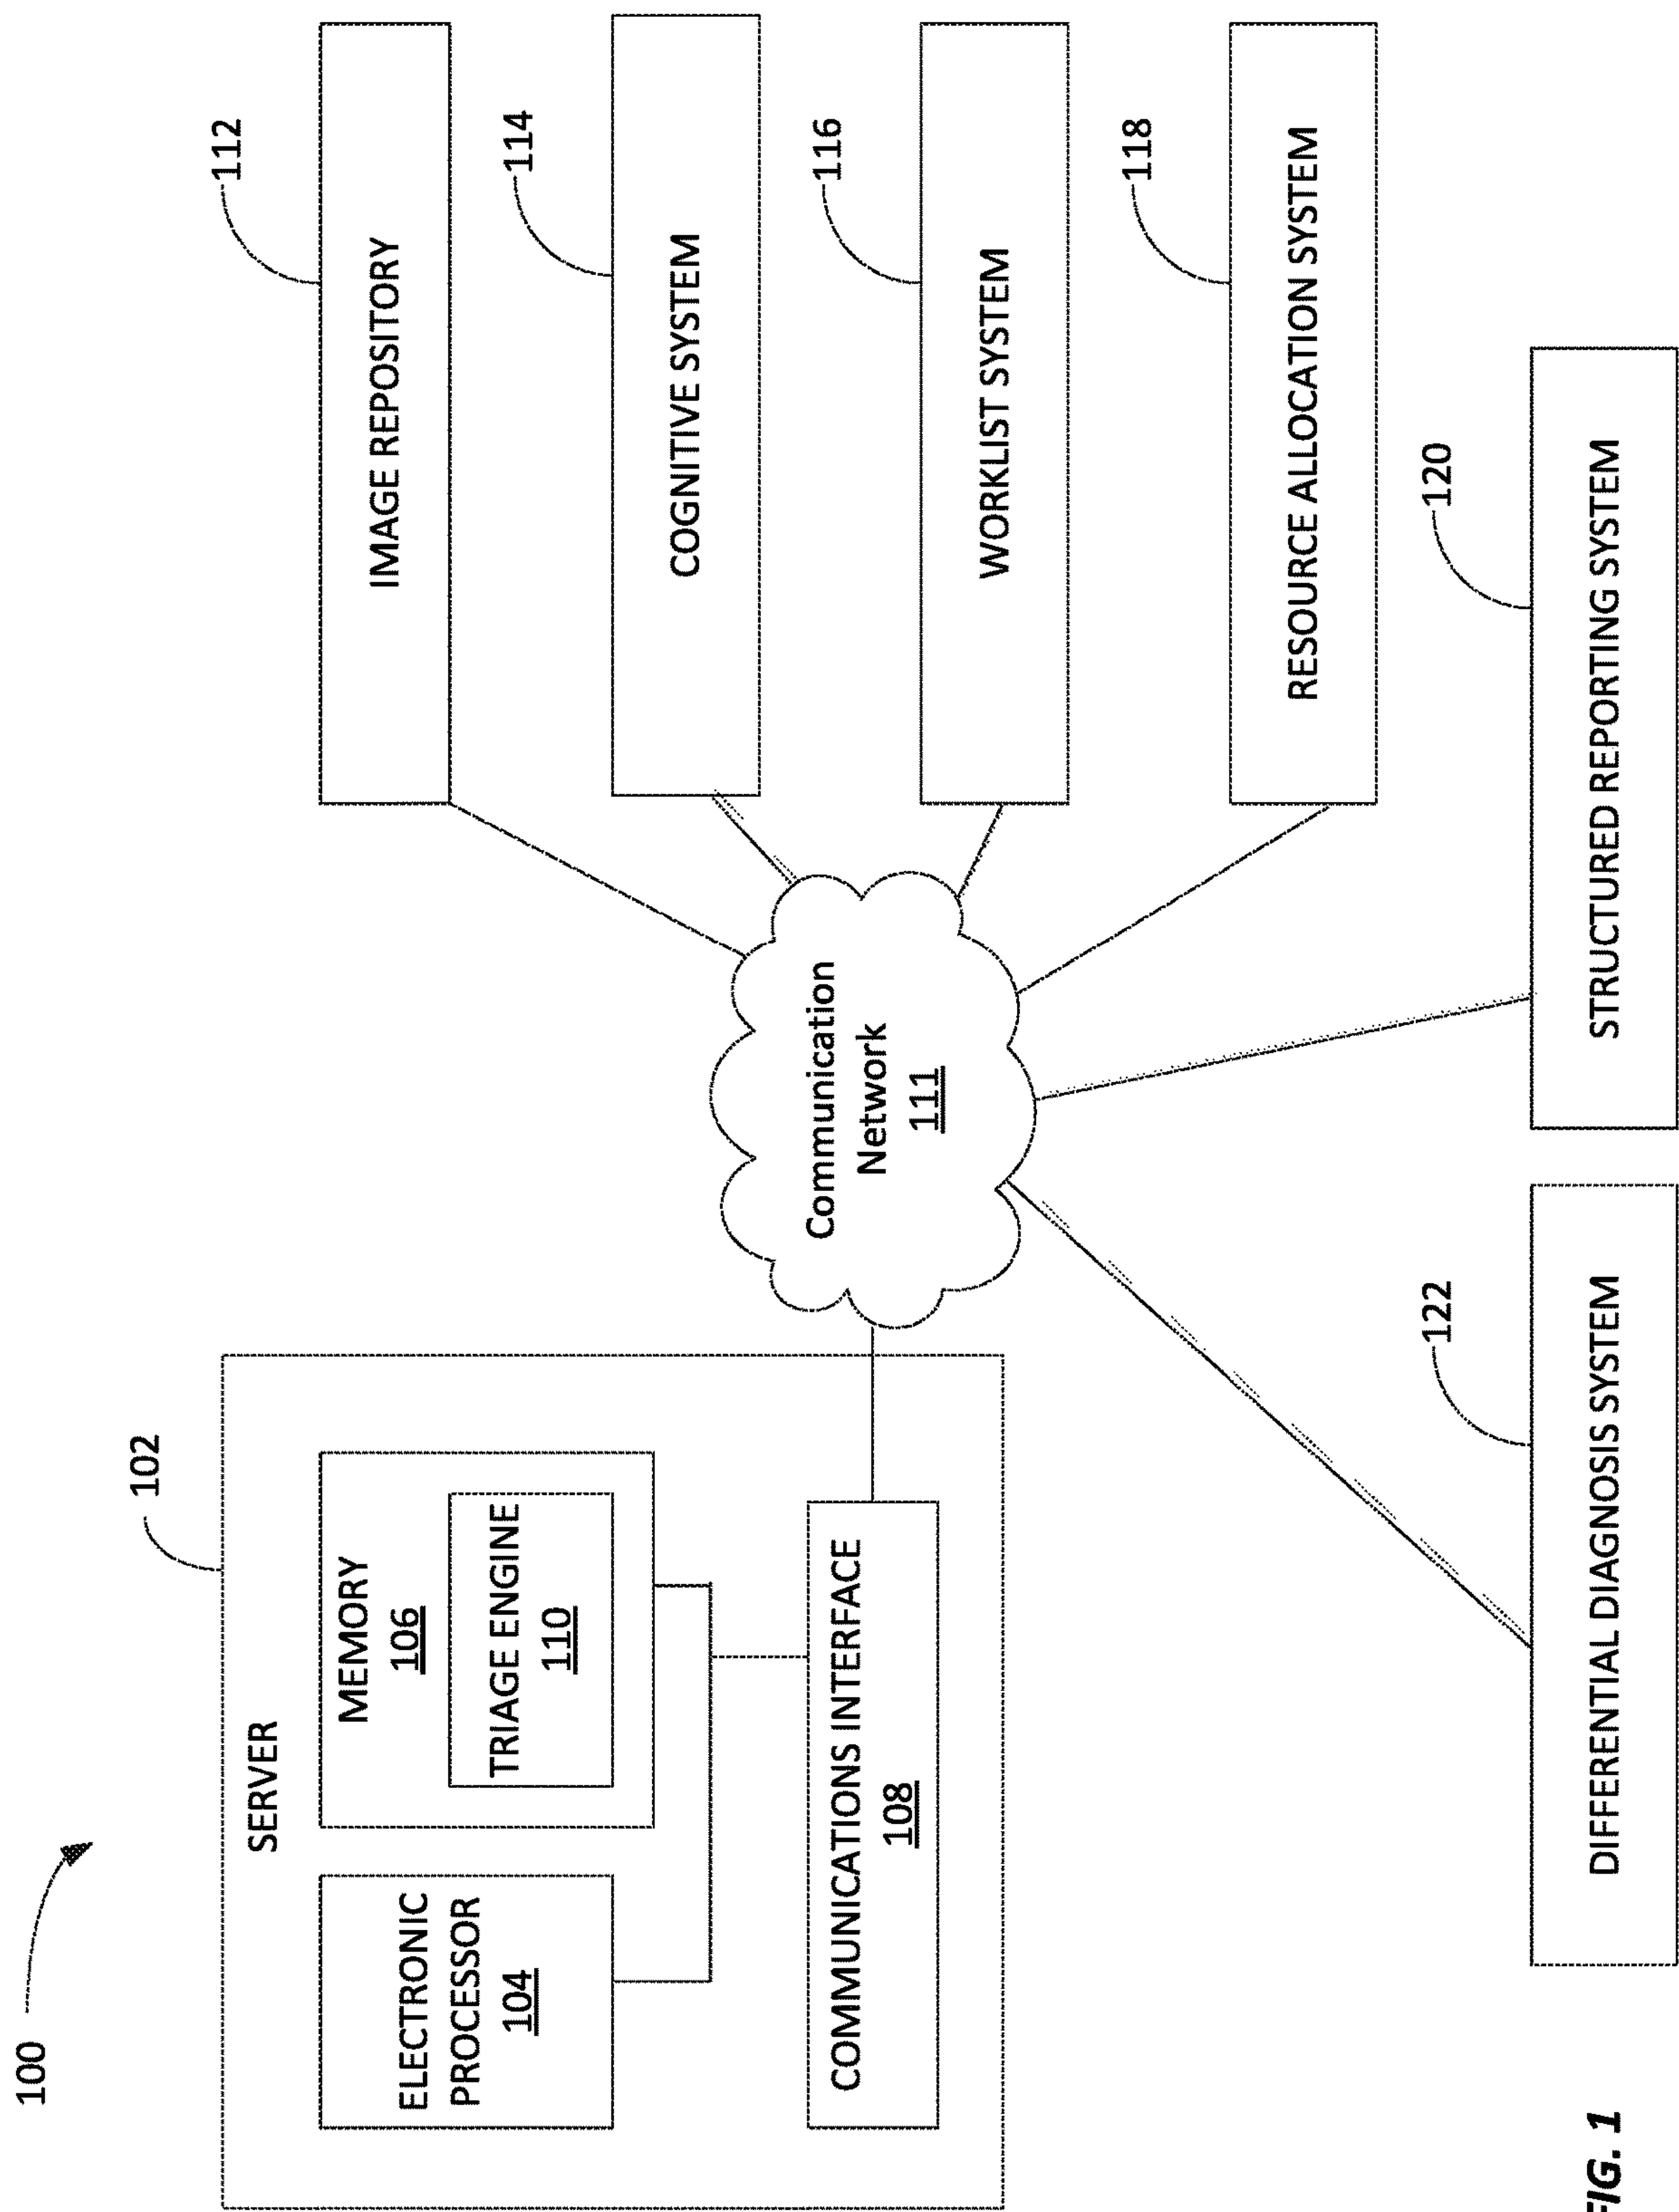 100
102
SERVER
ELECTRONIC
PROCESSOR
104
MEMORY
106
TRIAGE ENGINE
110
COMMUNICATIONS INTERFACE
108
Communication
Network
111
112
IMAGE REPOSITORY
114
COGNITIVE SYSTEM
116
WORKLIST SYSTEM
118
RESOURCE ALLOCATION SYSTEM
120
STRUCTURED REPORTING SYSTEM
122
DIFFERENTIAL DIAGNOSIS SYSTEM
FIG. 1